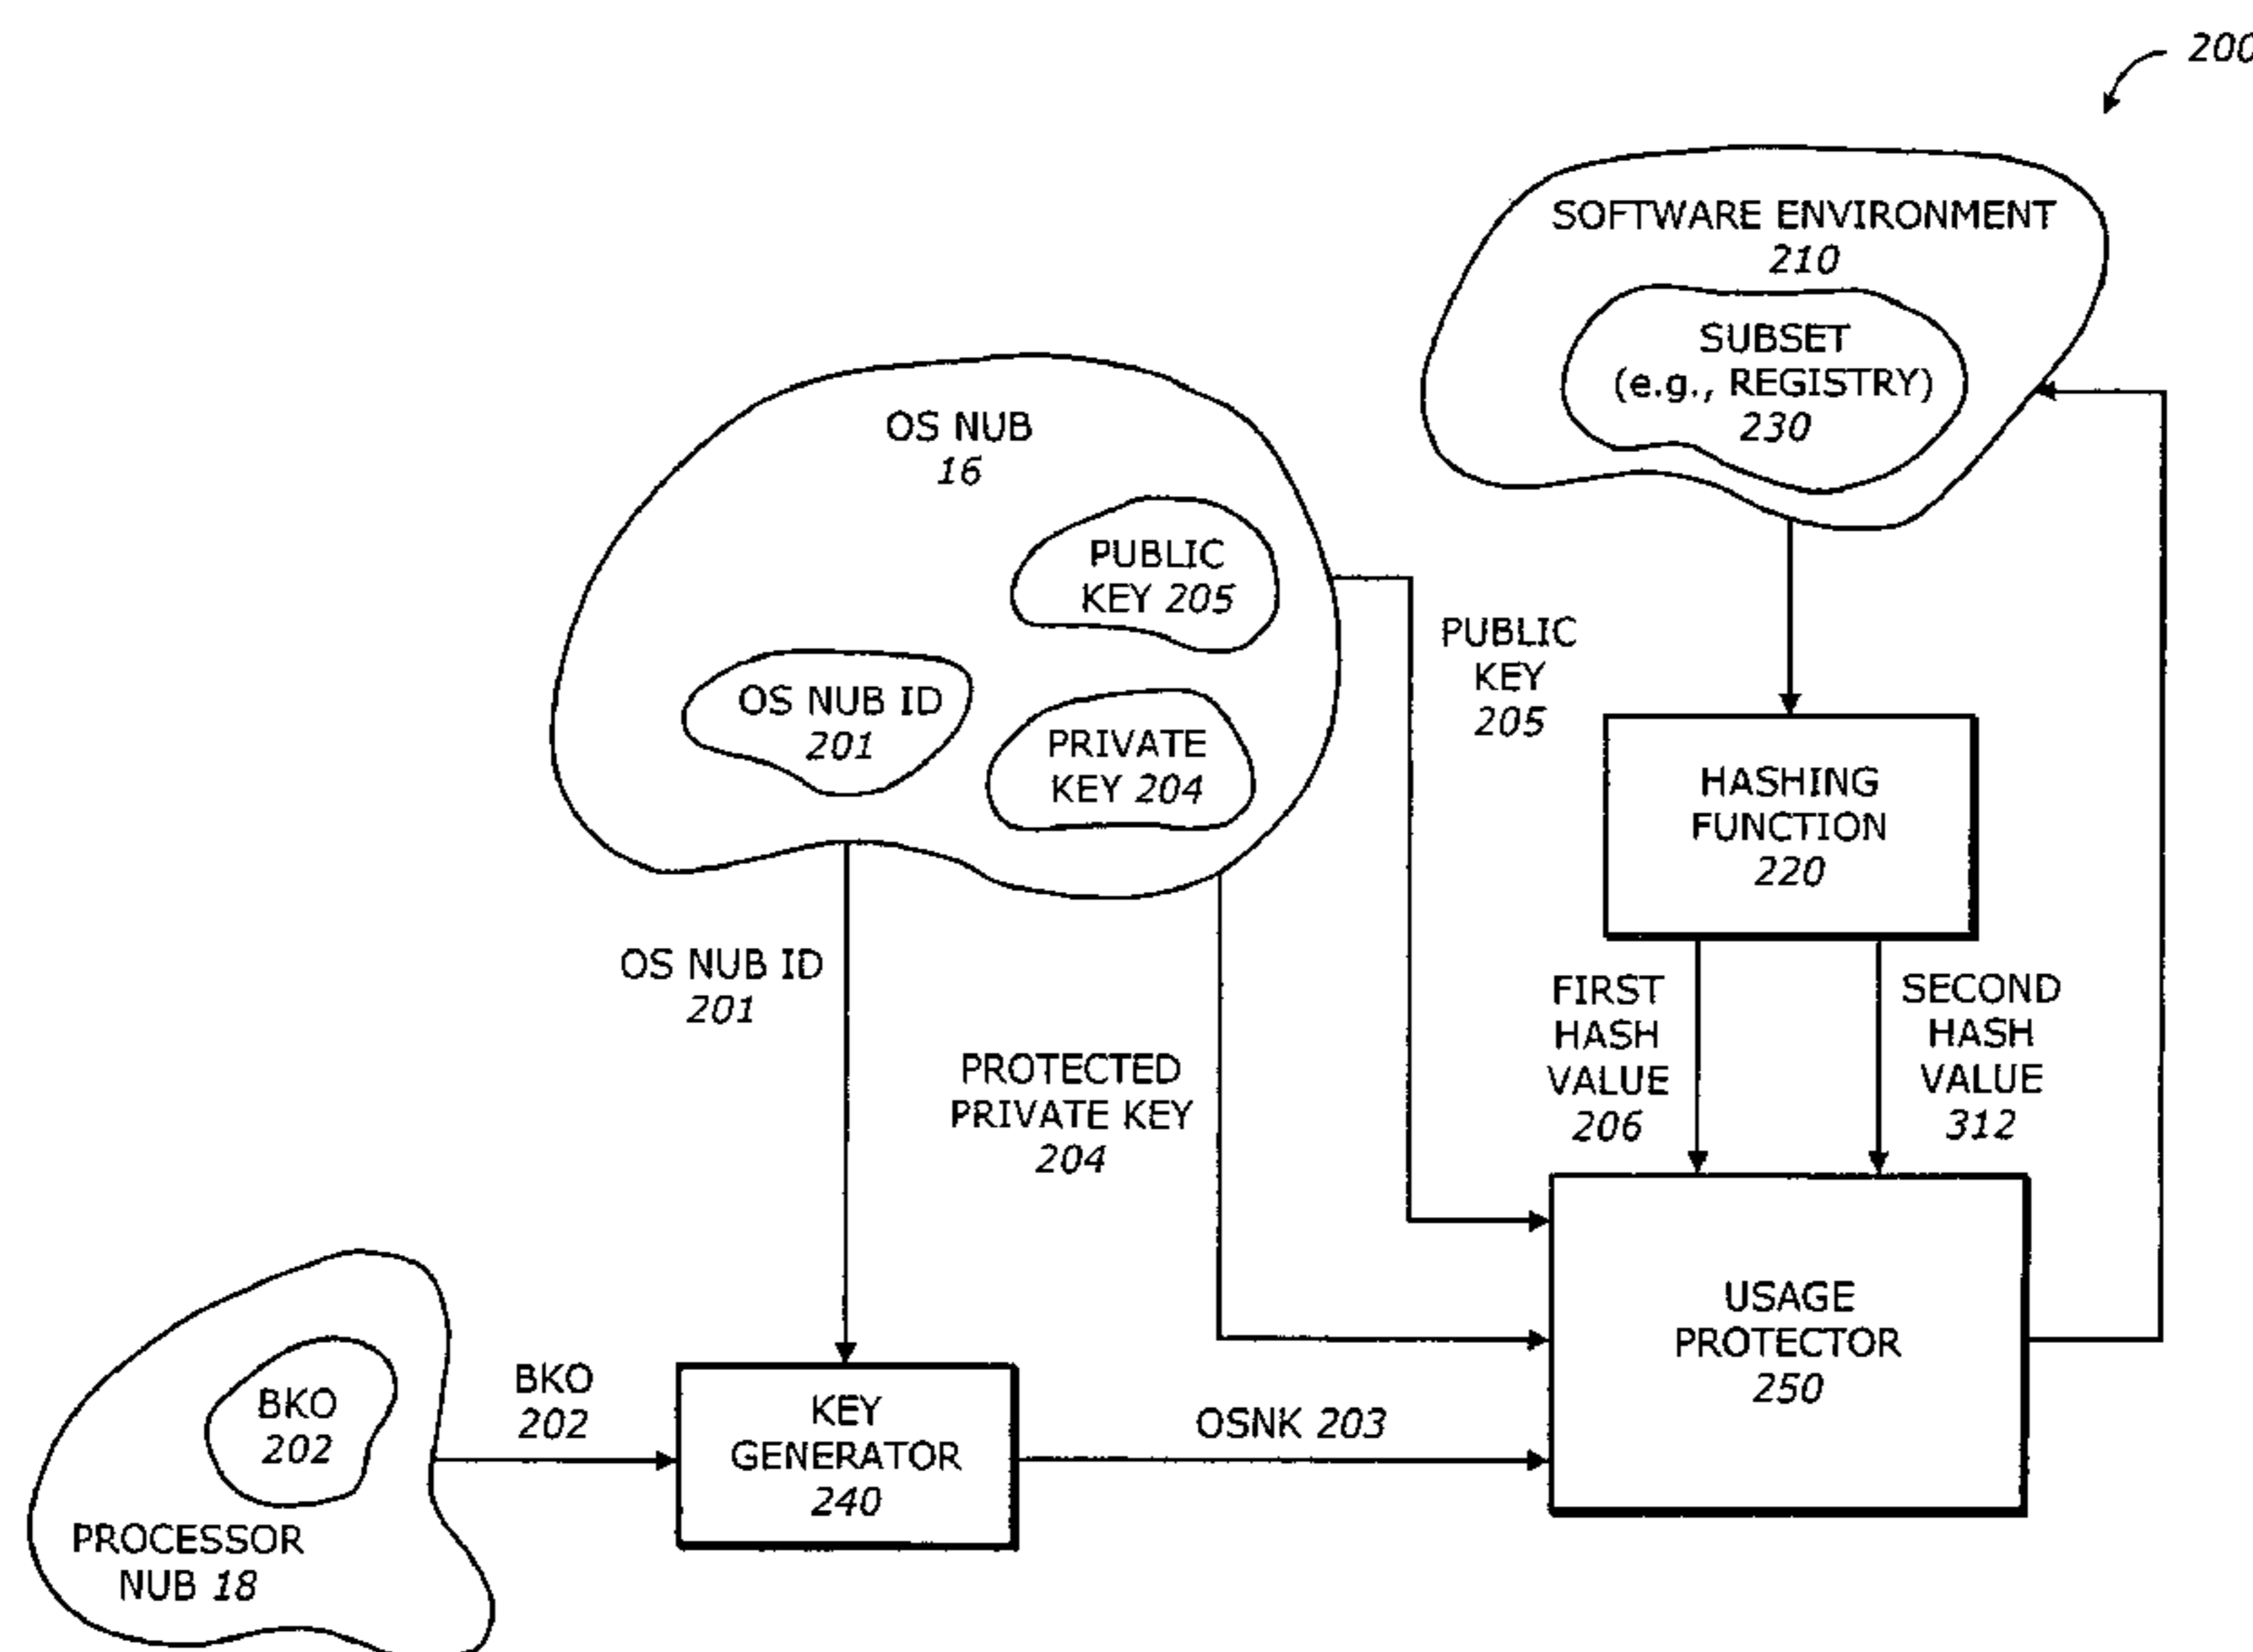 200
SOFTWARE ENVIRONMENT
210
SUBSET
(e.g., REGISTRY)
230
OS NUB
16
PUBLIC
KEY 205
OS NUB ID
201
PRIVATE
KEY 204
PUBLIC
KEY
205
HASHING
FUNCTION
220
OS NUB ID
201
FIRST
HASH
VALUE
206
SECOND
HASH
VALUE
312
PROTECTED
PRIVATE KEY
204
USAGE
PROTECTOR
250
BKO
202
PROCESSOR
NUB 18
BKO
202
KEY
GENERATOR
240
OSNK 203